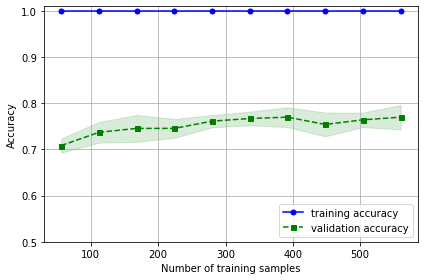 1.0
0.9
0.8
0.7
0.6
0.5
Accuracy
training accuracy
validation accuracy
100 200 300 400 500
Number of training samples